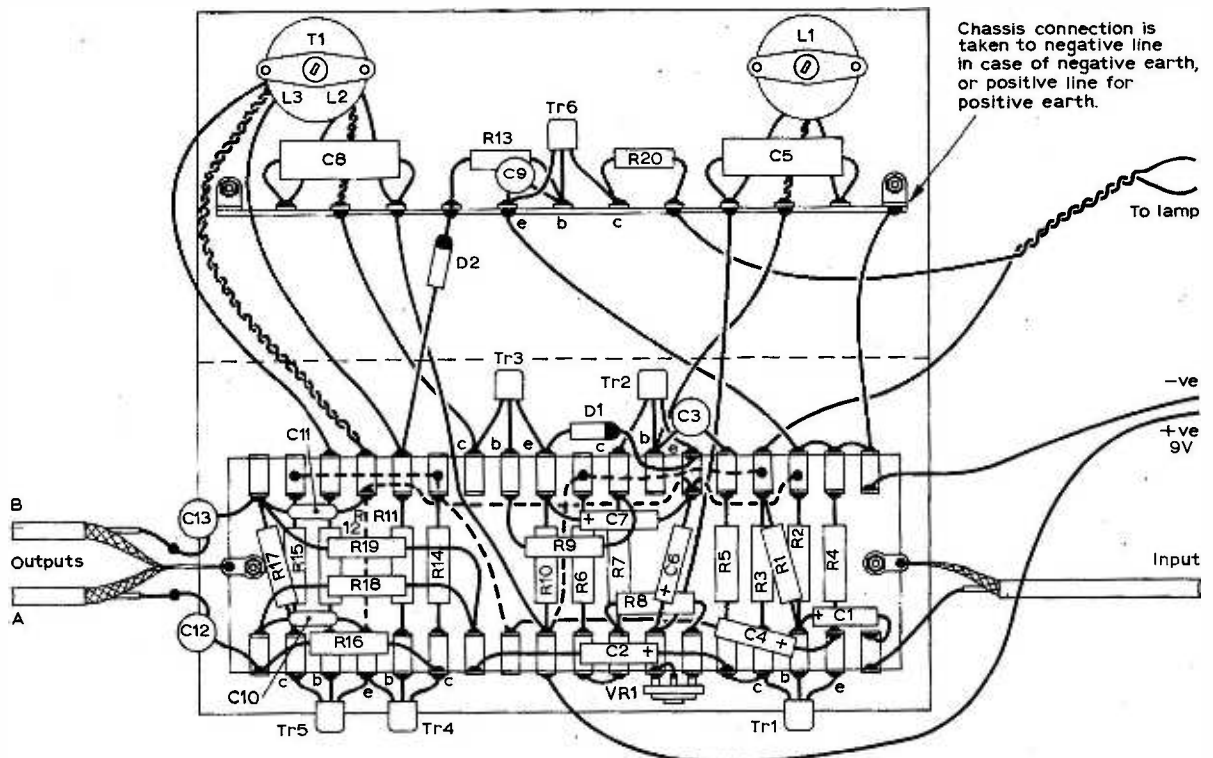 T1
L3
L2
L1
Chassis connection is
taken to negative line
in case of negative earth,
or positive line for
positive earth.
Tr6
R13
C8
C9
R20
C5
e
b
c
To lamp
D2
Tr3
Tr2
D1
C3
-ve
+ve
9V
C11
c
b
e
c
b
e
B
C13
R
12
R11
+
C7
R17
R15
R19
R14
R9
R10
R6
R7
C6
+
R5
R3
R1
R2
R4
Outputs
Input
R18
R8
+
C1
A
C12
R16
C2
+
C4
+
C10
c
b
e
c
VR1
c
b
e
Tr5
Tr4
Tr1